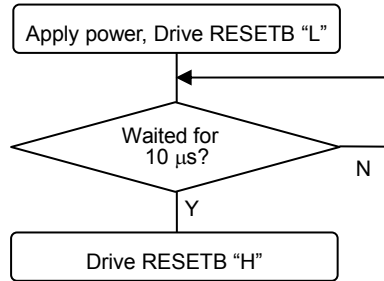 Apply power, Drive RESETB “L”
Waited for
10 μs?
N
Y
Drive RESETB “H”